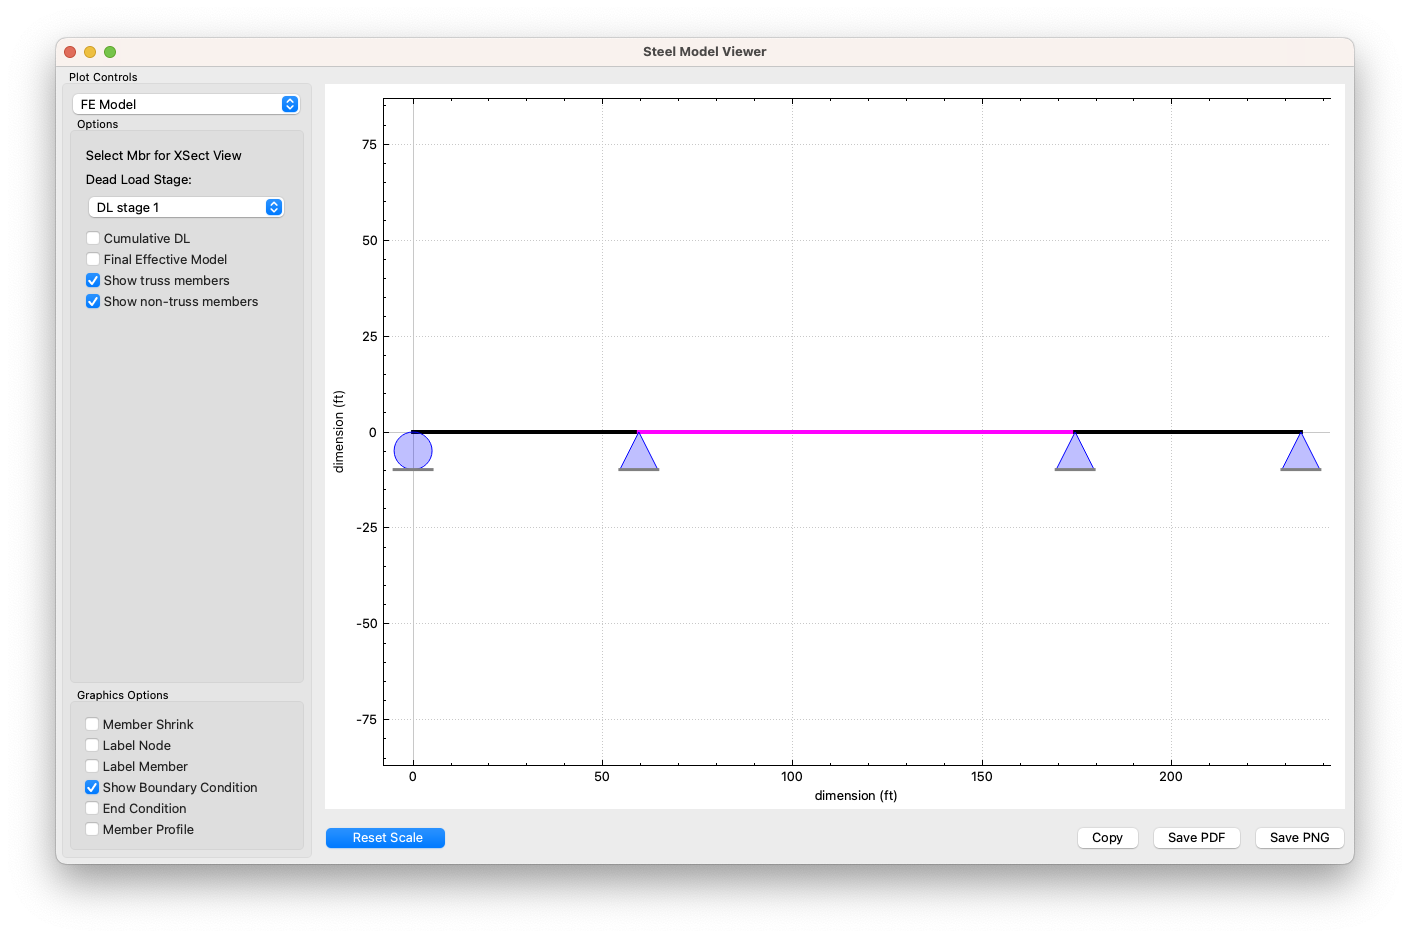 Steel Model Viewer
Plot Controls
FE Model
Options
Select Mbr for XSect View
Dead Load Stage:
DL stage 1
Cumulative DL
Final Effective Model
Show truss members
Show non-truss members
Graphics Options
Member Shrink
Label Node
Label Member
Show Boundary Condition
End Condition
Member Profile
75
50
25
0
-25
-50
-75
dimension (ft)
0 50 100 150 200
dimension (ft)
Reset Scale Copy Save PDF Save PNG